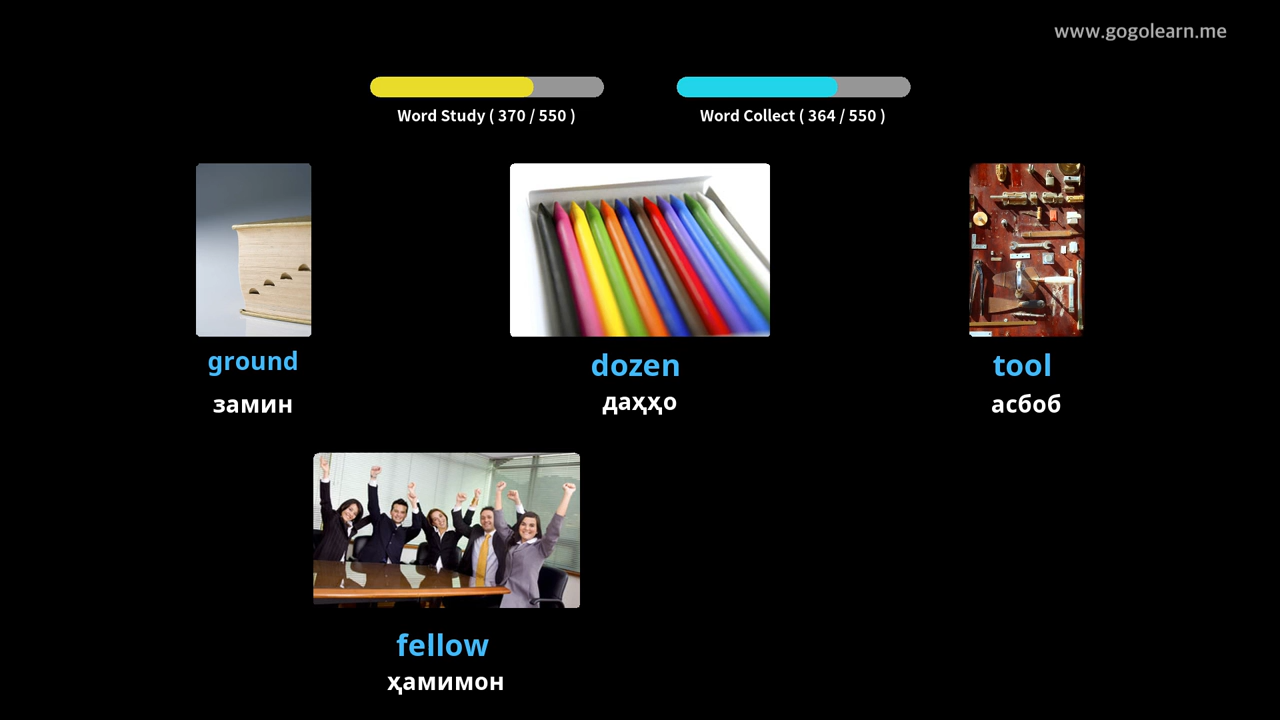 www.gogolearn.me
Word Study ( 370 / 550 )
Word Collect ( 364 / 550 )
ground
dozen
tool
замин
даҳҳо
асбоб
fellow
ҳамимон